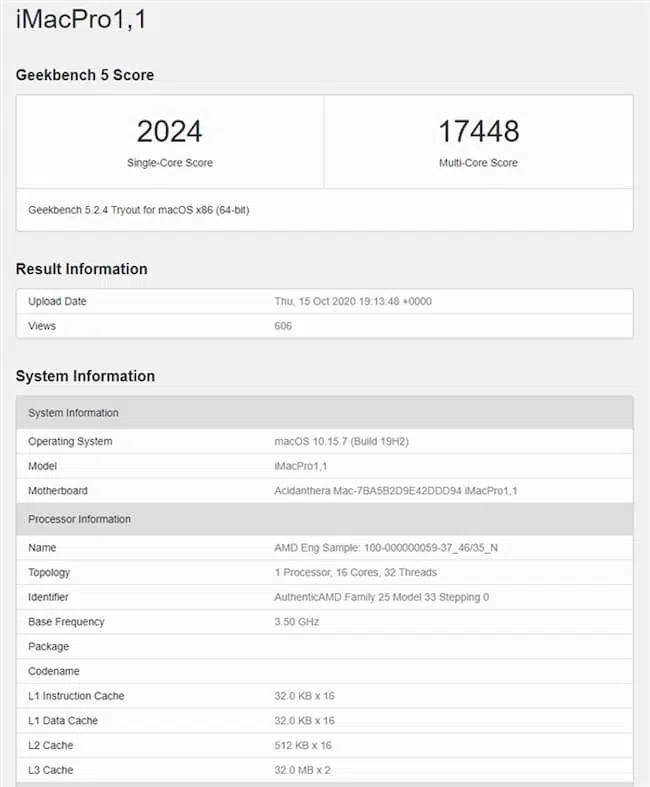 iMacPro1,1
Geekbench 5 Score
2024
Single-Core Score
17448
Multi-Core Score
Geekbench 5.2.4 Tryout for macOS x86 (64-bit)
Result Information
Upload Date Thu, 15 Oct 2020 19:13:48 +0000
Views 606
System Information
System Information
Operating System macOS 10.15.7 (Build 19H2)
Model iMacPro1,1
Motherboard Acidanthera Mac-7BA5B2D9E42DDD94 iMacPro1,1
Processor Information
Name AMD Eng Sample: 100-000000059-37_46/35_N
Topology 1 Processor, 16 Cores, 32 Threads
Identifier AuthenticAMD Family 25 Model 33 Stepping 0
Base Frequency 3.50 GHz
Package
Codename
L1 Instruction Cache 32.0 KB x 16
L1 Data Cache 32.0 KB x 16
L2 Cache 512 KB x 16
L3 Cache 32.0 MB x 2